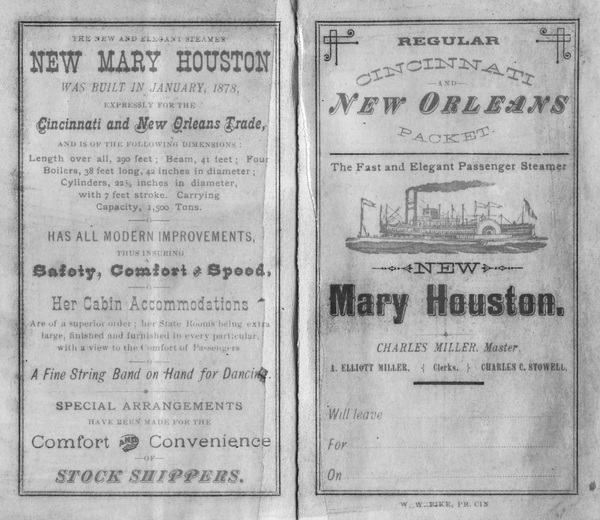 THE NEW AND ELEGANT STEAMER
NEW MARY HOUSTON
WAS BUILT IN JANUARY, 1878,
EXPRESSLY FOR THE
Cincinnati and New Orleans Trade,
AND IS OF THE FOLLOWING DIMENSIONS:
Length over all, 290 feet; Beam, 41 feet; Four
Boilers, 38 feet long, 42 inches in diameter;
Cylinders, 22½ inches in diameter,
with 7 feet stroke. Carrying
Capacity, 1,500 Tons.
HAS ALL MODERN IMPROVEMENTS,
THUS INSURING
Safety, Comfort & Speed,
Her Cabin Accommodations
Are of a superior order; her State Rooms being extra
large, finished and furnished in every particular,
with a view to the Comfort of Passengers
A Fine String Band on Hand for Dancing.
SPECIAL ARRANGEMENTS
HAVE BEEN MADE FOR THE
Comfort AND Convenience
—OF—
STOCK SHIPPERS.
REGULAR
CINCINNATI
—AND—
NEW ORLEANS
PACKET.
The Fast and Elegant Passenger Steamer
NEW
Mary Houston.
CHARLES MILLER, Master,
J. ELLIOTT MILLER, { Clerks. } CHARLES C. STOWELL,
Will leave
For
On
W. W. PIKE, PR. CIN